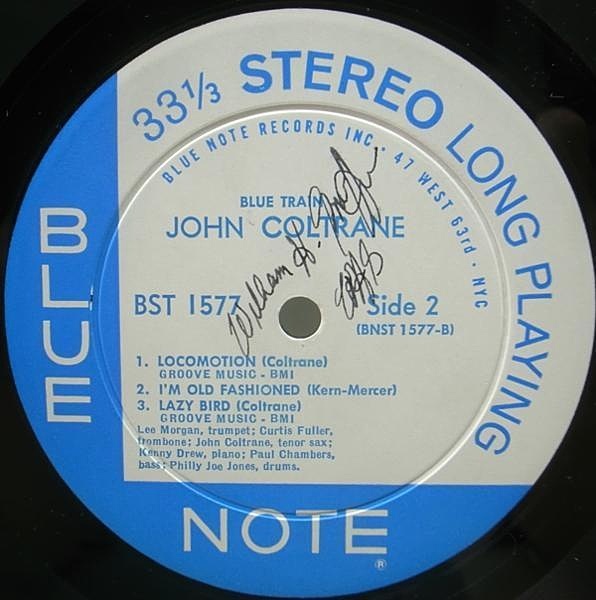 33 1/3 STEREO LONG PLAYING
BLUE NOTE RECORDS INC · 47 WEST 63rd · NYC
BLUE TRAIN
JOHN COLTRANE
William H.
BST 1577
Side 2
(BNST 1577-B)
1. LOCOMOTION (Coltrane)
GROOVE MUSIC - BMI
2. I'M OLD FASHIONED (Kern-Mercer)
3. LAZY BIRD (Coltrane)
GROOVE MUSIC - BMI
Lee Morgan, trumpet; Curtis Fuller,
trombone; John Coltrane, tenor sax;
Kenny Drew, piano; Paul Chambers,
bass; Philly Joe Jones, drums.
BLUE
NOTE®